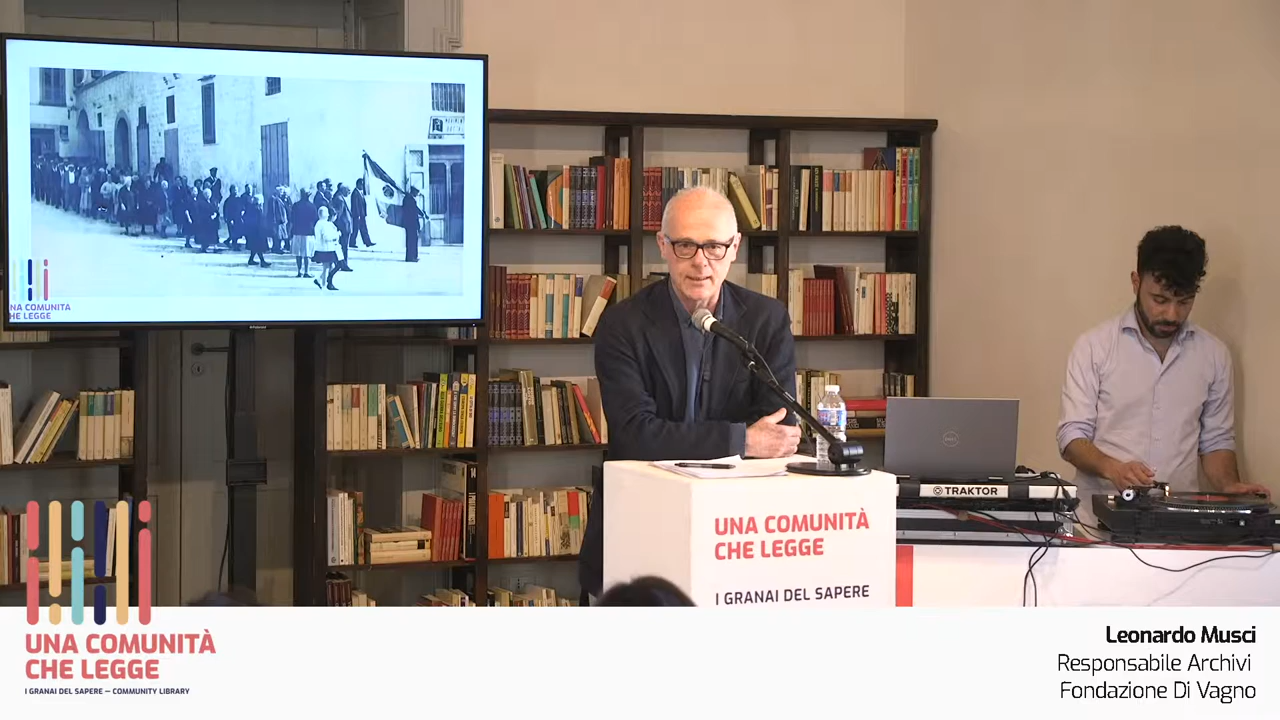 UNA COMUNITÀ
CHE LEGGE
UNA COMUNITÀ
CHE LEGGE
I GRANAI DEL SAPERE
DELL
TRAKTOR
UNA COMUNITÀ
CHE LEGGE
I GRANAI DEL SAPERE – COMMUNITY LIBRARY
Leonardo Musci
Responsabile Archivi
Fondazione Di Vagno